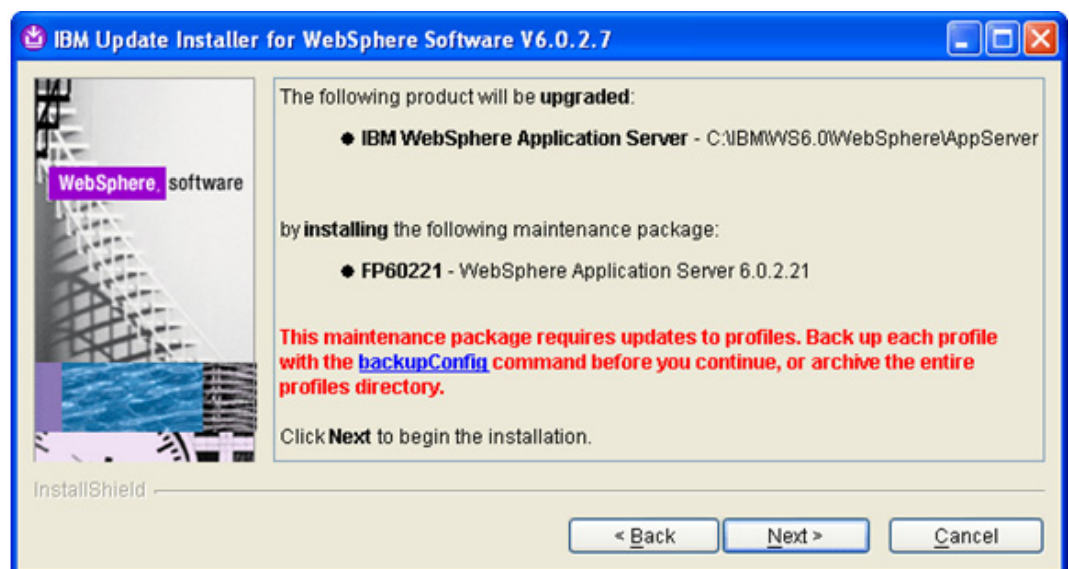 IBM Update Installer for WebSphere Software V6.0.2.7
WebSphere. software
The following product will be upgraded:
● IBM WebSphere Application Server - C:\IBM\WS6.0\WebSphere\AppServer
by installing the following maintenance package:
● FP60221 - WebSphere Application Server 6.0.2.21
This maintenance package requires updates to profiles. Back up each profile
with the backupConfig command before you continue, or archive the entire
profiles directory.
Click Next to begin the installation.
InstallShield
< Back
Next >
Cancel